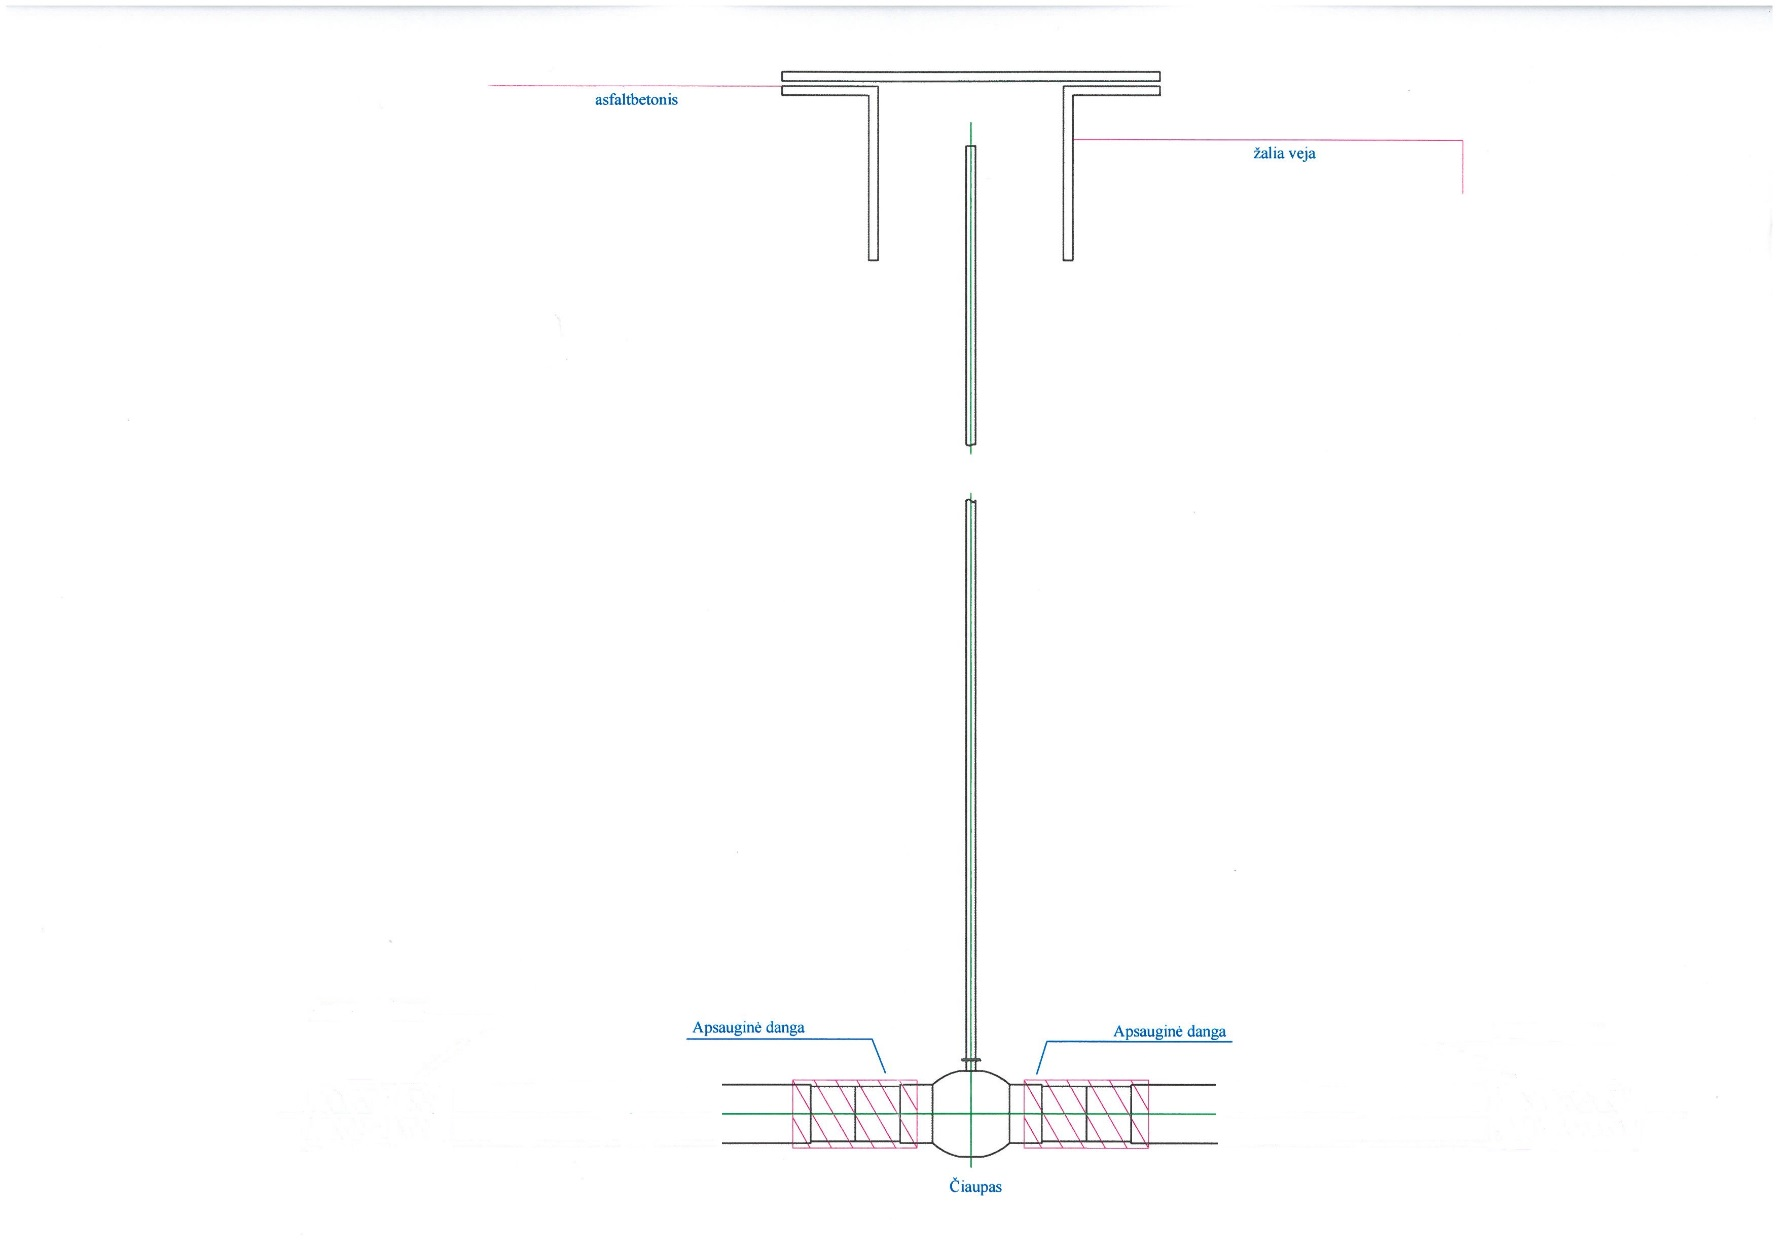 asfaltbetonis
žalia veja
Apsauginė danga
Apsauginė danga
Čiaupas